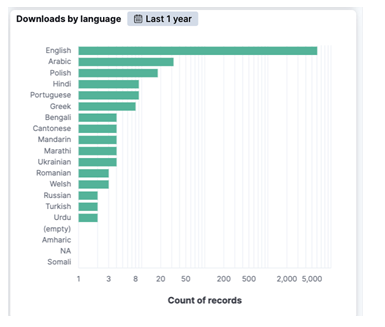 Downloads by language Last 1 year
English
Arabic
Polish
Hindi
Portuguese
Greek
Bengali
Cantonese
Mandarin
Marathi
Ukrainian
Romanian
Welsh
Russian
Turkish
Urdu
(empty)
Amharic
NA
Somali
1 3 8 20 50 200 500 2,000 5,000
Count of records